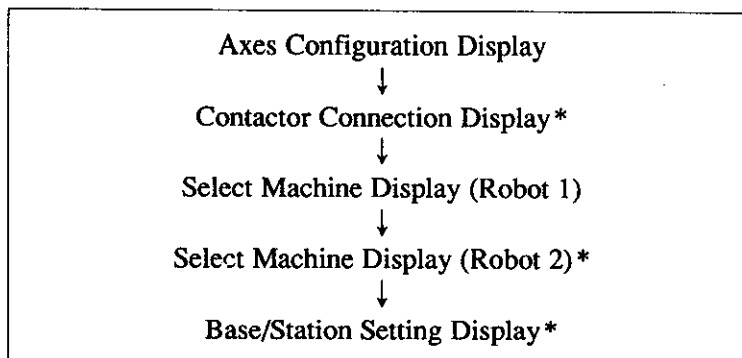 Axes Configuration Display
↓
Contactor Connection Display*
↓
Select Machine Display (Robot 1)
↓
Select Machine Display (Robot 2)*
↓
Base/Station Setting Display*